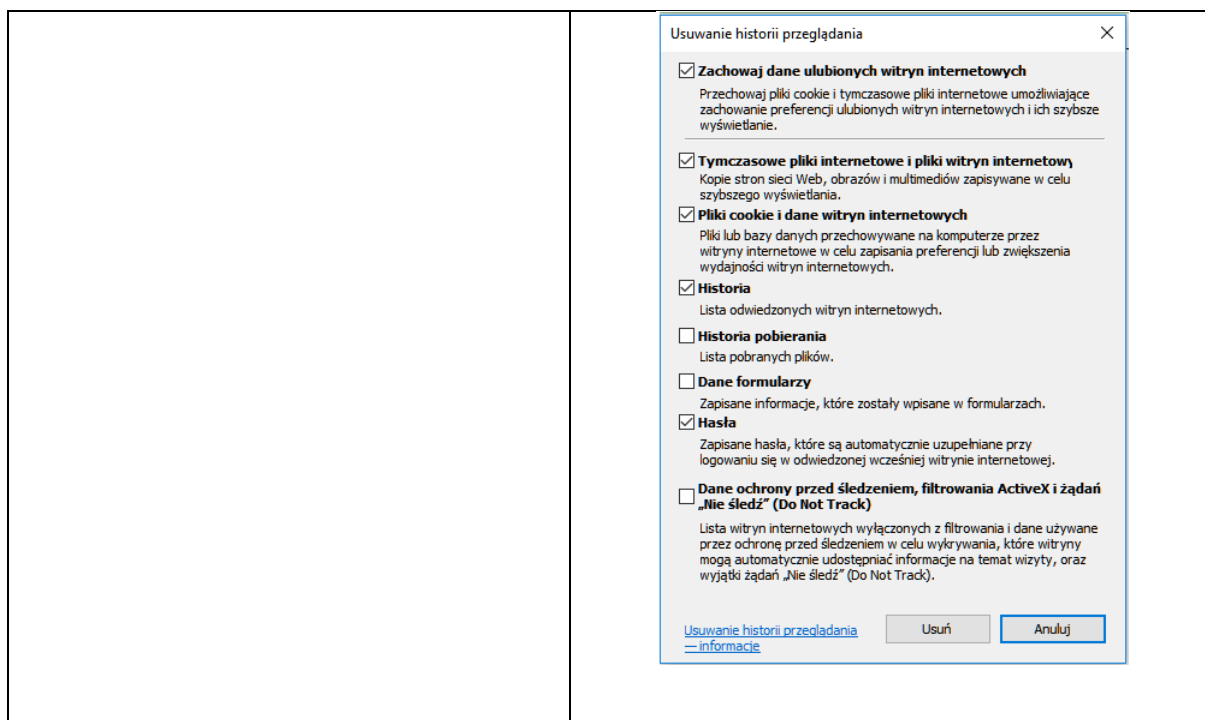 Usuwanie historii przeglądania
Zachowaj dane ulubionych witryn internetowych
Przechowaj pliki cookie i tymczasowe pliki internetowe umożliwiające
zachowanie preferencji ulubionych witryn internetowych i ich szybsze
wyświetlanie.
Tymczasowe pliki internetowe i pliki witryn internetowy
Kopie stron sieci Web, obrazów i multimediów zapisywane w celu
szybszego wyświetlania.
Pliki cookie i dane witryn internetowych
Pliki lub bazy danych przechowywane na komputerze przez
witryny internetowe w celu zapisania preferencji lub zwiększenia
wydajności witryn internetowych.
Historia
Lista odwiedzonych witryn internetowych.
Historia pobierania
Lista pobranych plików.
Dane formularzy
Zapisane informacje, które zostały wpisane w formularzach.
Hasła
Zapisane hasła, które są automatycznie uzupełniane przy
logowaniu się w odwiedzonej wcześniej witrynie internetowej.
Dane ochrony przed śledzeniem, filtrowania ActiveX i żądań
„Nie śledź” (Do Not Track)
Lista witryn internetowych wyłączonych z filtrowania i dane używane
przez ochronę przed śledzeniem w celu wykrywania, które witryny
mogą automatycznie udostępniać informacje na temat wizyty, oraz
wyjątki żądań „Nie śledź” (Do Not Track).
Usuwanie historii przeglądania
— informacje
Usuń
Anuluj